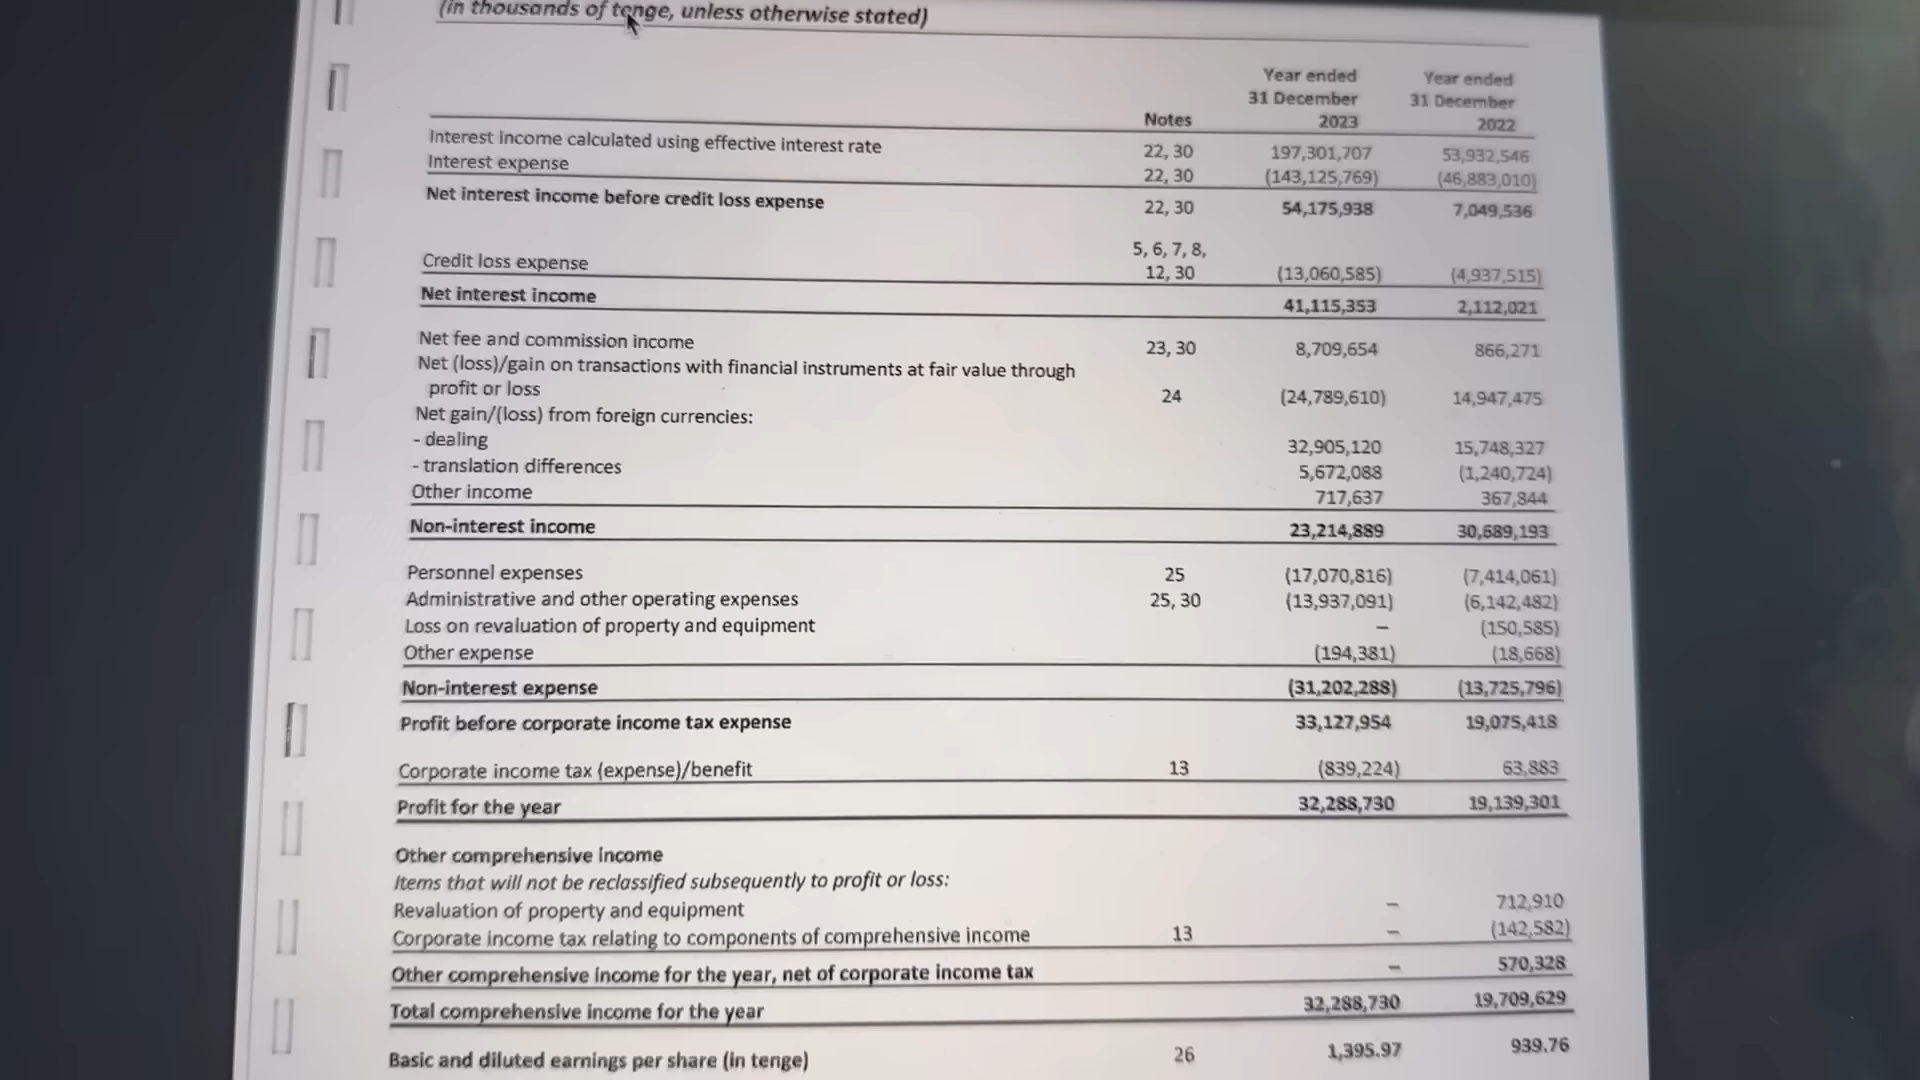 (in thousands of tenge, unless otherwise stated)
Year ended Year ended
31 December 31 December
Notes 2023 2022
Interest income calculated using effective interest rate 22, 30 197,301,707 53,932,546
Interest expense 22, 30 (143,125,769) (46,883,010)
Net interest income before credit loss expense 22, 30 54,175,938 7,049,536
5, 6, 7, 8,
Credit loss expense 12, 30 (13,060,585) (4,937,515)
Net interest income 41,115,353 2,112,021
Net fee and commission income 23, 30 8,709,654 866,271
Net (loss)/gain on transactions with financial instruments at fair value through
profit or loss 24 (24,789,610) 14,947,475
Net gain/(loss) from foreign currencies:
- dealing 32,905,120 15,748,327
- translation differences 5,672,088 (1,240,724)
Other income 717,637 367,844
Non-interest income 23,214,889 30,689,193
Personnel expenses 25 (17,070,816) (7,414,061)
Administrative and other operating expenses 25, 30 (13,937,091) (6,142,482)
Loss on revaluation of property and equipment – (150,585)
Other expense (194,381) (18,668)
Non-interest expense (31,202,288) (13,725,796)
Profit before corporate income tax expense 33,127,954 19,075,418
Corporate income tax (expense)/benefit 13 (839,224) 63,883
Profit for the year 32,288,730 19,139,301
Other comprehensive income
Items that will not be reclassified subsequently to profit or loss:
Revaluation of property and equipment – 712,910
Corporate income tax relating to components of comprehensive income 13 – (142,582)
Other comprehensive income for the year, net of corporate income tax – 570,328
Total comprehensive income for the year 32,288,730 19,709,629
Basic and diluted earnings per share (in tenge) 26 1,395.97 939.76